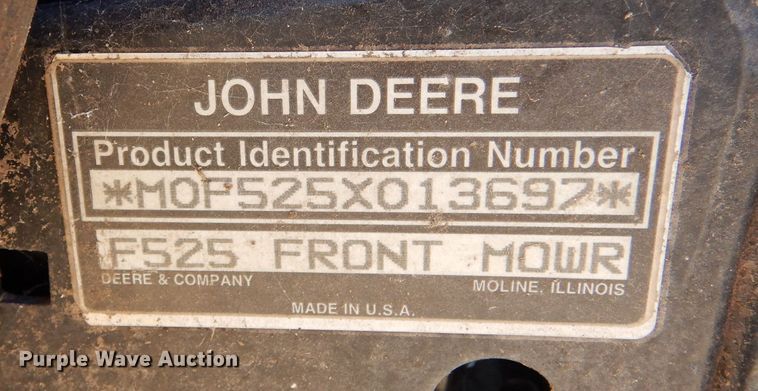 JOHN DEERE
Product Identification Number
*M0F525X013697*
F525 FRONT MOWR
DEERE & COMPANY
MOLINE, ILLINOIS
MADE IN U.S.A.
Purple Wave Auction